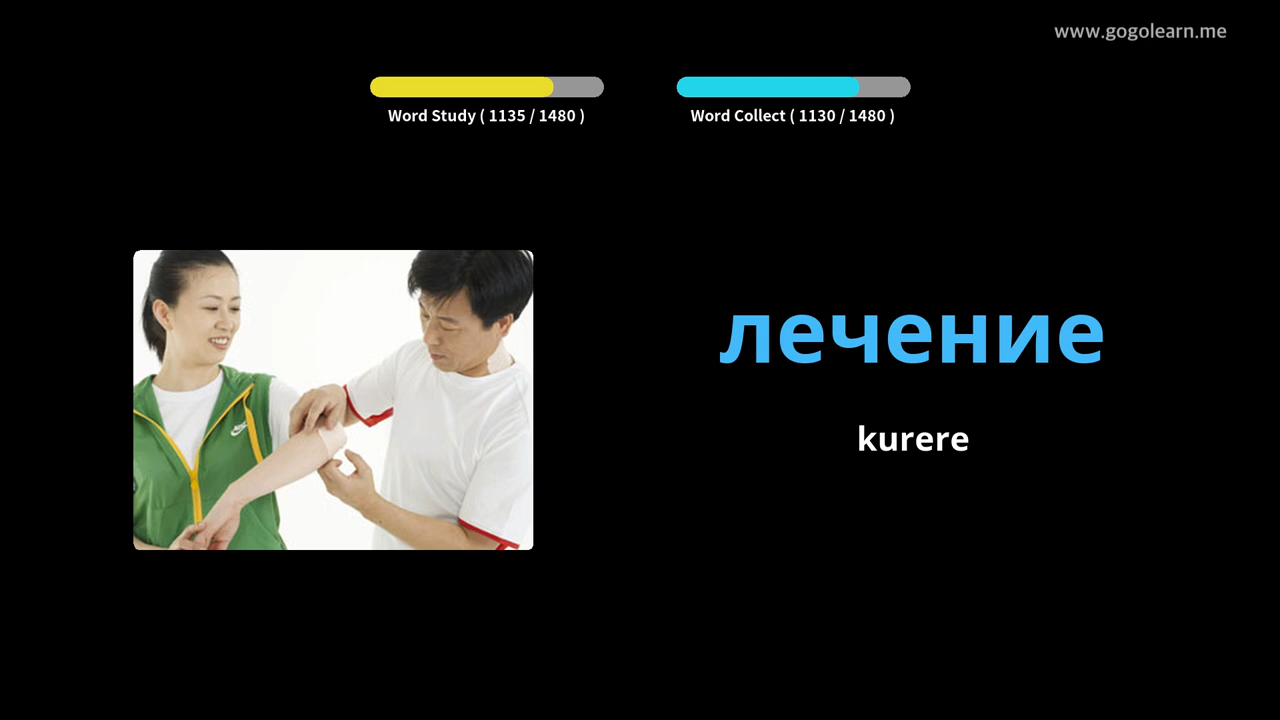 www.gogolearn.me
Word Study ( 1135 / 1480 )
Word Collect ( 1130 / 1480 )
лечение
kurere